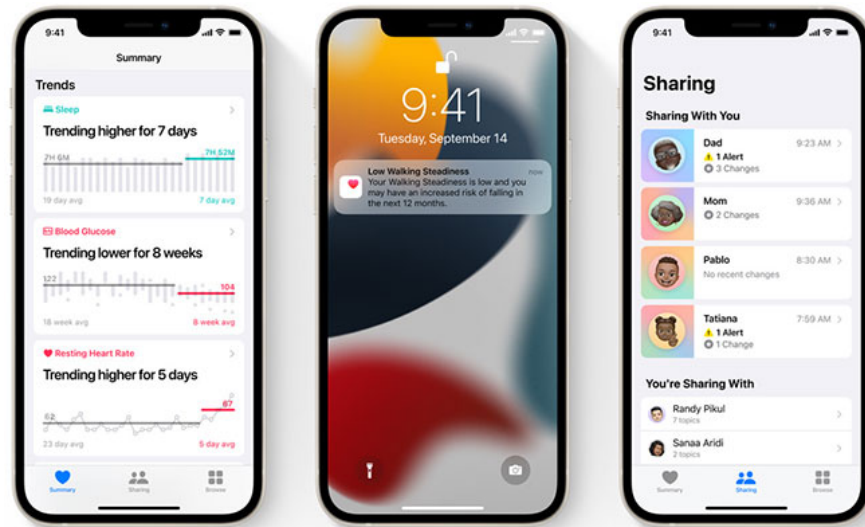 9:41
Summary
Trends
Sleep
Trending higher for 7 days
7H 6M
7H 52M
19 day avg
7 day avg
Blood Glucose
Trending lower for 8 weeks
122
104
18 week avg
8 week avg
Resting Heart Rate
Trending higher for 5 days
62
67
23 day avg
5 day avg
Summary
Sharing
Browse
9:41
Tuesday, September 14
Low Walking Steadiness
now
Your Walking Steadiness is low and you
may have an increased risk of falling in
the next 12 months.
9:41
Sharing
Sharing With You
Dad
9:23 AM
1 Alert
3 Changes
Mom
9:36 AM
2 Changes
Pablo
8:30 AM
No recent changes
Tatiana
7:59 AM
1 Alert
1 Change
You're Sharing With
Randy Pikul
7 topics
Sanaa Aridi
2 topics
Summary
Sharing
Browse